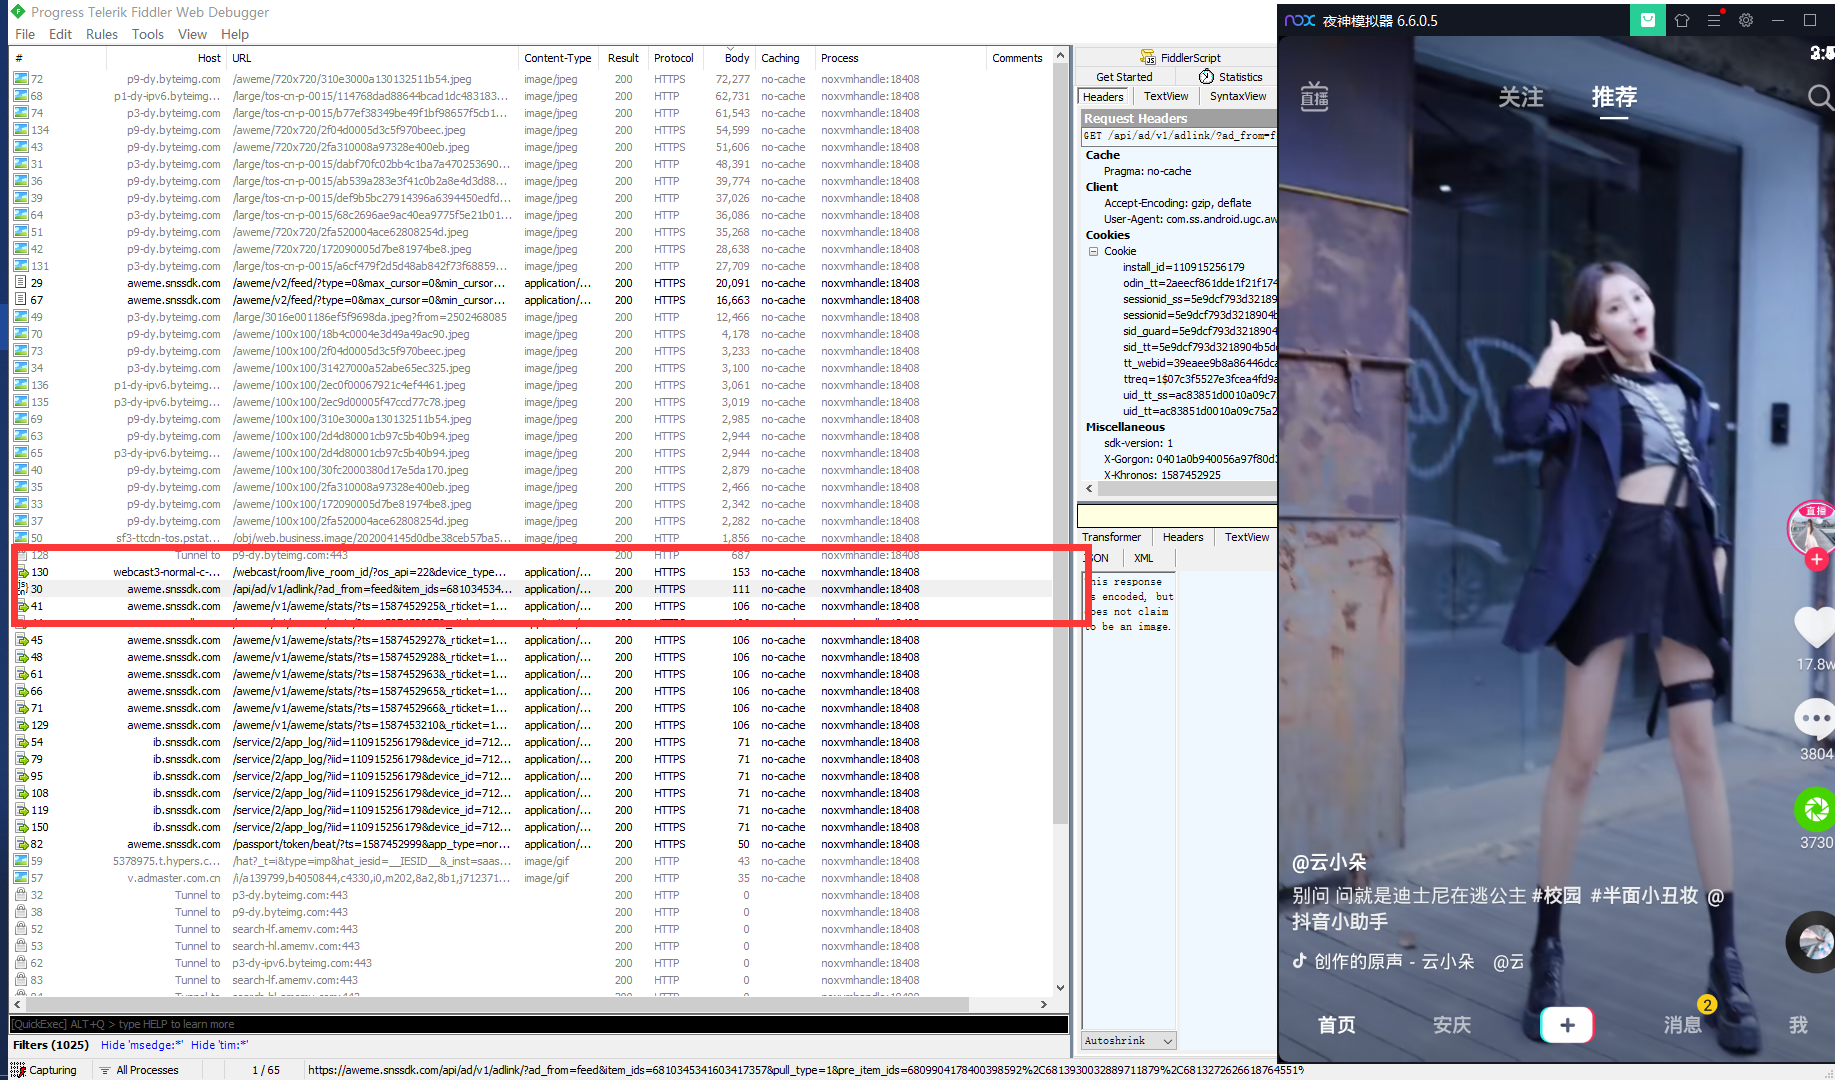 Progress Telerik Fiddler Web Debugger
File Edit Rules Tools View Help
# Host URL Content-Type Result Protocol Body Caching Process Comments
72 p9-dy.byteimg.com /aweme/720x720/310e3000a130132511b54.jpeg image/jpeg 200 HTTPS 72,277 no-cache noxvmhandle:18408
68 p1-dy-ipv6.byteimg... /large/tos-cn-p-0015/114768dad88644bcad1dc483183... image/jpeg 200 HTTP 62,731 no-cache noxvmhandle:18408
74 p3-dy.byteimg.com /large/tos-cn-p-0015/b77ef38349be49f1bf98657f5cb1... image/jpeg 200 HTTP 61,543 no-cache noxvmhandle:18408
134 p9-dy.byteimg.com /aweme/720x720/2f04d0005d3c5f970beec.jpeg image/jpeg 200 HTTPS 54,599 no-cache noxvmhandle:18408
43 p9-dy.byteimg.com /aweme/720x720/2fa310008a97328e400eb.jpeg image/jpeg 200 HTTPS 51,606 no-cache noxvmhandle:18408
31 p3-dy.byteimg.com /large/tos-cn-p-0015/dabf70fc02bb4c1ba7a470253690... image/jpeg 200 HTTP 48,391 no-cache noxvmhandle:18408
36 p9-dy.byteimg.com /large/tos-cn-p-0015/ab539a283e3f41c0b2a8e4d3d88... image/jpeg 200 HTTP 39,774 no-cache noxvmhandle:18408
39 p9-dy.byteimg.com /large/tos-cn-p-0015/def9b5bc27914396a6394450edfd... image/jpeg 200 HTTP 37,026 no-cache noxvmhandle:18408
64 p3-dy.byteimg.com /large/tos-cn-p-0015/68c2696ae9ac40ea9775f5e21b01... image/jpeg 200 HTTP 36,086 no-cache noxvmhandle:18408
51 p9-dy.byteimg.com /aweme/720x720/2fa520004ace62808254d.jpeg image/jpeg 200 HTTPS 35,268 no-cache noxvmhandle:18408
42 p9-dy.byteimg.com /aweme/720x720/172090005d7be81974be8.jpeg image/jpeg 200 HTTPS 28,638 no-cache noxvmhandle:18408
131 p3-dy.byteimg.com /large/tos-cn-p-0015/a6cf479f2d5d48ab842f73f68859... image/jpeg 200 HTTP 27,709 no-cache noxvmhandle:18408
29 aweme.snssdk.com /aweme/v2/feed/?type=0&max_cursor=0&min_cursor... application/... 200 HTTPS 20,091 no-cache noxvmhandle:18408
67 aweme.snssdk.com /aweme/v2/feed/?type=0&max_cursor=0&min_cursor... application/... 200 HTTPS 16,663 no-cache noxvmhandle:18408
49 p3-dy.byteimg.com /large/3016e001186ef5f9698da.jpeg?from=2502468085 image/jpeg 200 HTTP 12,466 no-cache noxvmhandle:18408
70 p9-dy.byteimg.com /aweme/100x100/18b4c0004e3d49a49ac90.jpeg image/jpeg 200 HTTPS 4,178 no-cache noxvmhandle:18408
73 p9-dy.byteimg.com /aweme/100x100/2f04d0005d3c5f970beec.jpeg image/jpeg 200 HTTPS 3,233 no-cache noxvmhandle:18408
34 p3-dy.byteimg.com /aweme/100x100/31427000a52abe65ec325.jpeg image/jpeg 200 HTTPS 3,100 no-cache noxvmhandle:18408
136 p1-dy-ipv6.byteimg... /aweme/100x100/2ec0f00067921c4ef4461.jpeg image/jpeg 200 HTTPS 3,061 no-cache noxvmhandle:18408
135 p3-dy-ipv6.byteimg... /aweme/100x100/2ec9d00005f47ccd77c78.jpeg image/jpeg 200 HTTPS 3,019 no-cache noxvmhandle:18408
69 p9-dy.byteimg.com /aweme/100x100/310e3000a130132511b54.jpeg image/jpeg 200 HTTPS 2,985 no-cache noxvmhandle:18408
63 p9-dy.byteimg.com /aweme/100x100/2d4d80001cb97c5b40b94.jpeg image/jpeg 200 HTTPS 2,944 no-cache noxvmhandle:18408
65 p3-dy-ipv6.byteimg... /aweme/100x100/2d4d80001cb97c5b40b94.jpeg image/jpeg 200 HTTPS 2,944 no-cache noxvmhandle:18408
40 p9-dy.byteimg.com /aweme/100x100/30fc2000380d17e5da170.jpeg image/jpeg 200 HTTPS 2,879 no-cache noxvmhandle:18408
35 p9-dy.byteimg.com /aweme/100x100/2fa310008a97328e400eb.jpeg image/jpeg 200 HTTPS 2,466 no-cache noxvmhandle:18408
33 p9-dy.byteimg.com /aweme/100x100/172090005d7be81974be8.jpeg image/jpeg 200 HTTPS 2,342 no-cache noxvmhandle:18408
37 p9-dy.byteimg.com /aweme/100x100/2fa520004ace62808254d.jpeg image/jpeg 200 HTTPS 2,282 no-cache noxvmhandle:18408
50 sf3-ttcdn-tos.pstat... /obj/web.business.image/202004145d0dbe38ceb57ba5... image/jpeg 200 HTTP 1,856 no-cache noxvmhandle:18408
128 Tunnel to p9-dy.byteimg.com:443 200 HTTP 687 noxvmhandle:18408
130 webcast3-normal-c-... /webcast/room/live_room_id/?os_api=22&device_type... application/... 200 HTTPS 153 no-cache noxvmhandle:18408
30 aweme.snssdk.com /api/ad/v1/adlink/?ad_from=feed&item_ids=681034534... application/... 200 HTTPS 111 no-cache noxvmhandle:18408
41 aweme.snssdk.com /aweme/v1/aweme/stats/?ts=1587452925&_rticket=1... application/... 200 HTTPS 106 no-cache noxvmhandle:18408
45 aweme.snssdk.com /aweme/v1/aweme/stats/?ts=1587452927&_rticket=1... application/... 200 HTTPS 106 no-cache noxvmhandle:18408
48 aweme.snssdk.com /aweme/v1/aweme/stats/?ts=1587452928&_rticket=1... application/... 200 HTTPS 106 no-cache noxvmhandle:18408
61 aweme.snssdk.com /aweme/v1/aweme/stats/?ts=1587452963&_rticket=1... application/... 200 HTTPS 106 no-cache noxvmhandle:18408
66 aweme.snssdk.com /aweme/v1/aweme/stats/?ts=1587452965&_rticket=1... application/... 200 HTTPS 106 no-cache noxvmhandle:18408
71 aweme.snssdk.com /aweme/v1/aweme/stats/?ts=1587452966&_rticket=1... application/... 200 HTTPS 106 no-cache noxvmhandle:18408
129 aweme.snssdk.com /aweme/v1/aweme/stats/?ts=1587453210&_rticket=1... application/... 200 HTTPS 106 no-cache noxvmhandle:18408
54 ib.snssdk.com /service/2/app_log/?iid=110915256179&device_id=712... application/... 200 HTTPS 71 no-cache noxvmhandle:18408
79 ib.snssdk.com /service/2/app_log/?iid=110915256179&device_id=712... application/... 200 HTTPS 71 no-cache noxvmhandle:18408
95 ib.snssdk.com /service/2/app_log/?iid=110915256179&device_id=712... application/... 200 HTTPS 71 no-cache noxvmhandle:18408
108 ib.snssdk.com /service/2/app_log/?iid=110915256179&device_id=712... application/... 200 HTTPS 71 no-cache noxvmhandle:18408
119 ib.snssdk.com /service/2/app_log/?iid=110915256179&device_id=712... application/... 200 HTTPS 71 no-cache noxvmhandle:18408
150 ib.snssdk.com /service/2/app_log/?iid=110915256179&device_id=712... application/... 200 HTTPS 71 no-cache noxvmhandle:18408
82 aweme.snssdk.com /passport/token/beat/?ts=1587452999&app_type=nor... application/... 200 HTTPS 50 no-cache noxvmhandle:18408
59 5378975.t.hypers.c... /hat?_t=i&type=imp&hat_iesid=__IESID__&_inst=saas... image/gif 200 HTTP 43 no-cache noxvmhandle:18408
57 v.admaster.com.cn /i/a139799,b4050844,c4330,i0,m202,8a2,8b1,j712371... image/gif 200 HTTP 35 no-cache noxvmhandle:18408
32 Tunnel to p3-dy.byteimg.com:443 200 HTTP 0 noxvmhandle:18408
38 Tunnel to p9-dy.byteimg.com:443 200 HTTP 0 noxvmhandle:18408
52 Tunnel to search-lf.amemv.com:443 200 HTTP 0 noxvmhandle:18408
53 Tunnel to search-hl.amemv.com:443 200 HTTP 0 noxvmhandle:18408
62 Tunnel to p3-dy-ipv6.byteimg.com:443 200 HTTP 0 noxvmhandle:18408
83 Tunnel to search-lf.amemv.com:443 200 HTTP 0 noxvmhandle:18408
[QuickExec] ALT+Q > type HELP to learn more
Filters (1025) Hide 'msedge:*' Hide 'tim:*'
Capturing All Processes 1 / 65 https://aweme.snssdk.com/api/ad/v1/adlink/?ad_from=feed&item_ids=6810345341603417357&pull_type=1&pre_item_ids=6809904178400398592%2C6813930032889711879%2C6813272626618764551%
FiddlerScript
Get Started Statistics
Headers TextView SyntaxView
Request Headers
GET /api/ad/v1/adlink/?ad_from=f
Cache
Pragma: no-cache
Client
Accept-Encoding: gzip, deflate
User-Agent: com.ss.android.ugc.aw
Cookies
Cookie
install_id=110915256179
odin_tt=2aeecf861dde1f21f174
sessionid_ss=5e9dcf793d32189
sessionid=5e9dcf793d3218904b
sid_guard=5e9dcf793d3218904
sid_tt=5e9dcf793d3218904b5d
tt_webid=39eaee9b8a86446dca
ttreq=1$07c3f5527e3fcea4fd9a
uid_tt_ss=ac83851d0010a09c75
uid_tt=ac83851d0010a09c75a2
Miscellaneous
sdk-version: 1
X-Gorgon: 0401a0b940056a97f80d
X-Khronos: 1587452925
Transformer Headers TextView
JSON XML
This response
is encoded, but
does not claim
to be an image.
Autoshrink
nox 夜神模拟器 6.6.0.5
直播 关注 推荐
直播
17.8w
3804
3730
@云小朵
别问 问就是迪士尼在逃公主 #校园 #半面小丑妆 @
抖音小助手
创作的原声 - 云小朵 @云
首页 安庆 消息 2 我